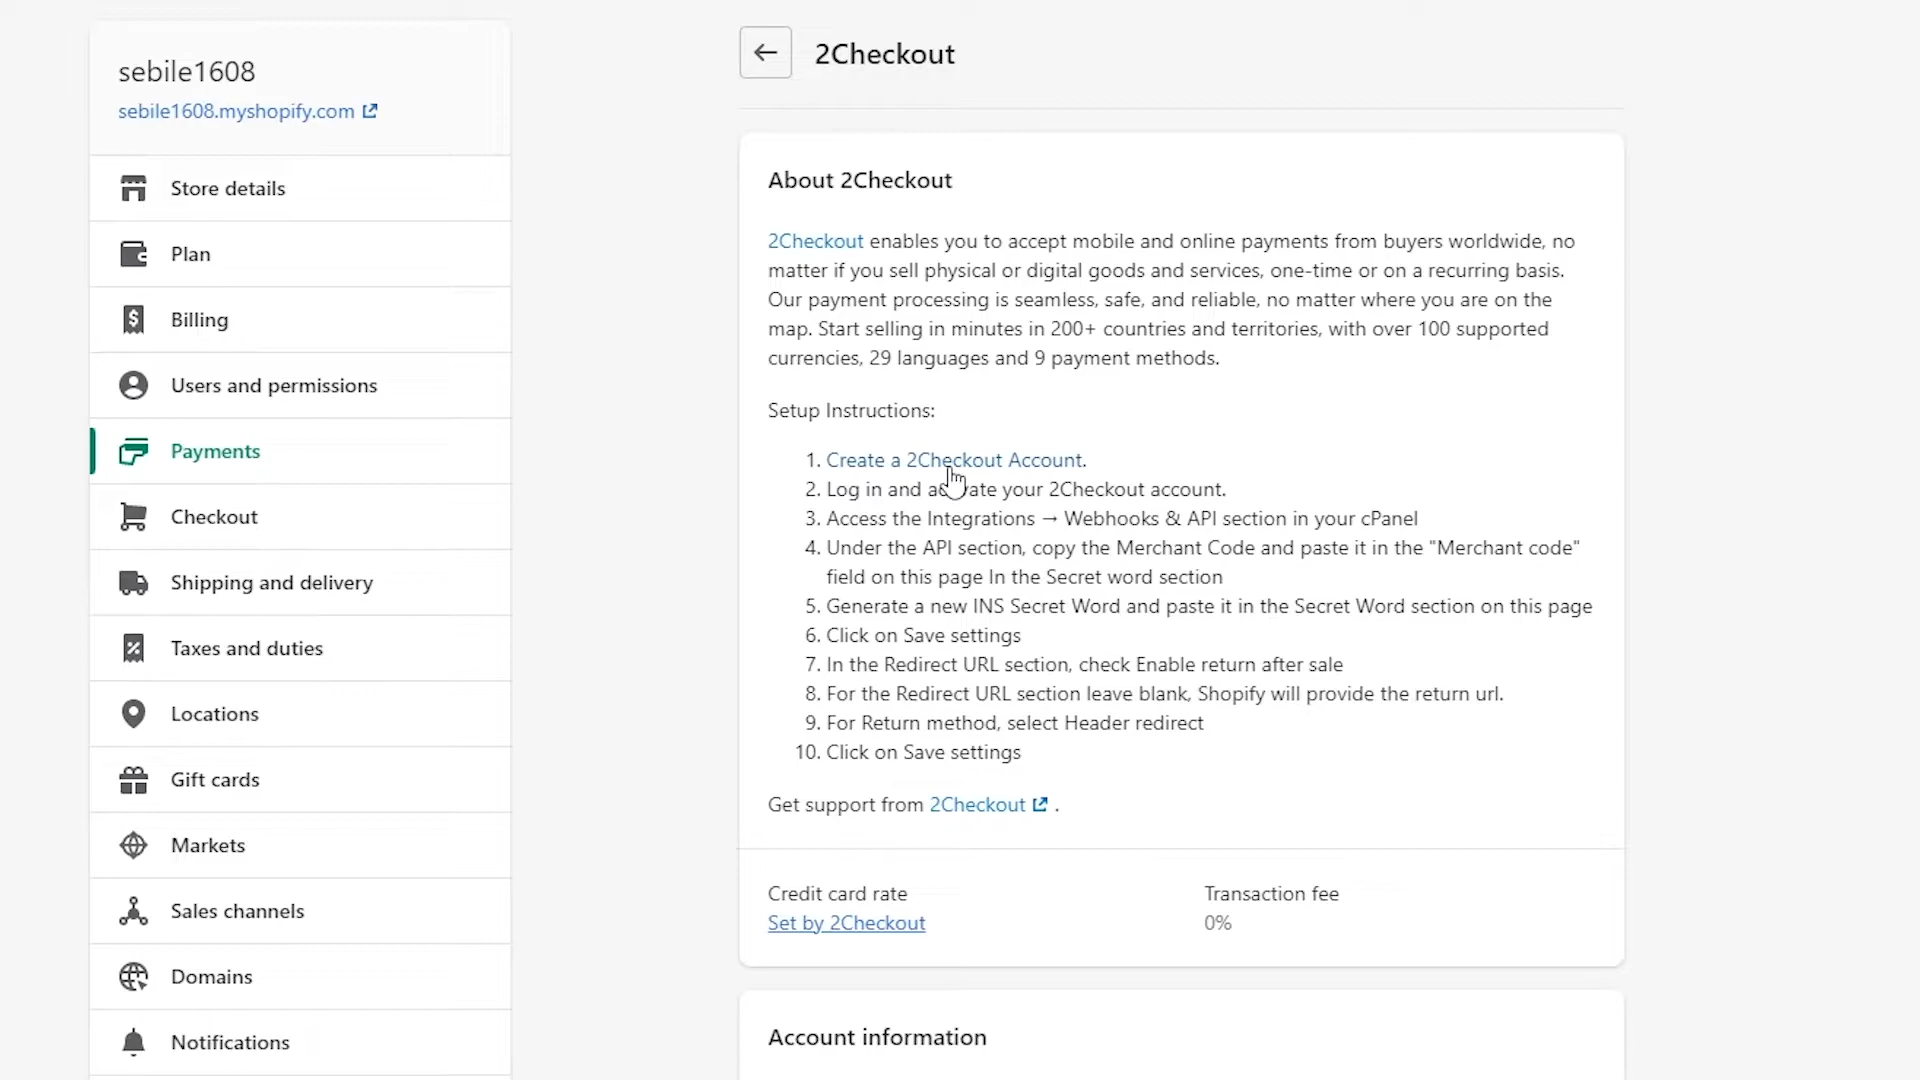 sebile1608
sebile1608.myshopify.com
Store details
Plan
Billing
Users and permissions
Payments
Checkout
Shipping and delivery
Taxes and duties
Locations
Gift cards
Markets
Sales channels
Domains
Notifications
2Checkout
About 2Checkout
2Checkout enables you to accept mobile and online payments from buyers worldwide, no
matter if you sell physical or digital goods and services, one-time or on a recurring basis.
Our payment processing is seamless, safe, and reliable, no matter where you are on the
map. Start selling in minutes in 200+ countries and territories, with over 100 supported
currencies, 29 languages and 9 payment methods.
Setup Instructions:
1. Create a 2Checkout Account.
2. Log in and activate your 2Checkout account.
3. Access the Integrations → Webhooks & API section in your cPanel
4. Under the API section, copy the Merchant Code and paste it in the "Merchant code"
field on this page In the Secret word section
5. Generate a new INS Secret Word and paste it in the Secret Word section on this page
6. Click on Save settings
7. In the Redirect URL section, check Enable return after sale
8. For the Redirect URL section leave blank, Shopify will provide the return url.
9. For Return method, select Header redirect
10. Click on Save settings
Get support from 2Checkout .
Credit card rate
Set by 2Checkout
Transaction fee
0%
Account information